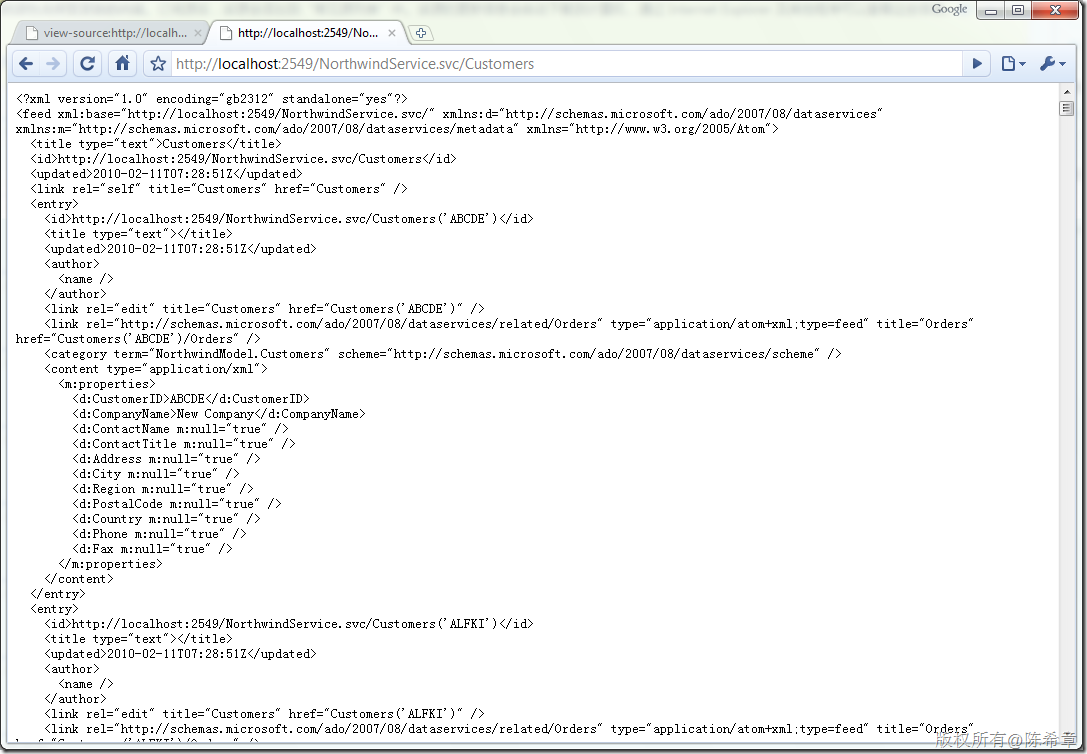 Google
view-source:http://localh...
http://localhost:2549/No...
http://localhost:2549/NorthwindService.svc/Customers
<?xml version="1.0" encoding="gb2312" standalone="yes"?>
<feed xml:base="http://localhost:2549/NorthwindService.svc/" xmlns:d="http://schemas.microsoft.com/ado/2007/08/dataservices"
xmlns:m="http://schemas.microsoft.com/ado/2007/08/dataservices/metadata" xmlns="http://www.w3.org/2005/Atom">
<title type="text">Customers</title>
<id>http://localhost:2549/NorthwindService.svc/Customers</id>
<updated>2010-02-11T07:28:51Z</updated>
<link rel="self" title="Customers" href="Customers" />
<entry>
<id>http://localhost:2549/NorthwindService.svc/Customers('ABCDE')</id>
<title type="text"></title>
<updated>2010-02-11T07:28:51Z</updated>
<author>
<name />
</author>
<link rel="edit" title="Customers" href="Customers('ABCDE')" />
<link rel="http://schemas.microsoft.com/ado/2007/08/dataservices/related/Orders" type="application/atom+xml;type=feed" title="Orders"
href="Customers('ABCDE')/Orders" />
<category term="NorthwindModel.Customers" scheme="http://schemas.microsoft.com/ado/2007/08/dataservices/scheme" />
<content type="application/xml">
<m:properties>
<d:CustomerID>ABCDE</d:CustomerID>
<d:CompanyName>New Company</d:CompanyName>
<d:ContactName m:null="true" />
<d:ContactTitle m:null="true" />
<d:Address m:null="true" />
<d:City m:null="true" />
<d:Region m:null="true" />
<d:PostalCode m:null="true" />
<d:Country m:null="true" />
<d:Phone m:null="true" />
<d:Fax m:null="true" />
</m:properties>
</content>
</entry>
<entry>
<id>http://localhost:2549/NorthwindService.svc/Customers('ALFKI')</id>
<title type="text"></title>
<updated>2010-02-11T07:28:51Z</updated>
<author>
<name />
</author>
<link rel="edit" title="Customers" href="Customers('ALFKI')" />
<link rel="http://schemas.microsoft.com/ado/2007/08/dataservices/related/Orders" type="application/atom+xml;type=feed" title="Orders"
href="Customers('ALFKI')/Orders" />
版权所有@陈希章